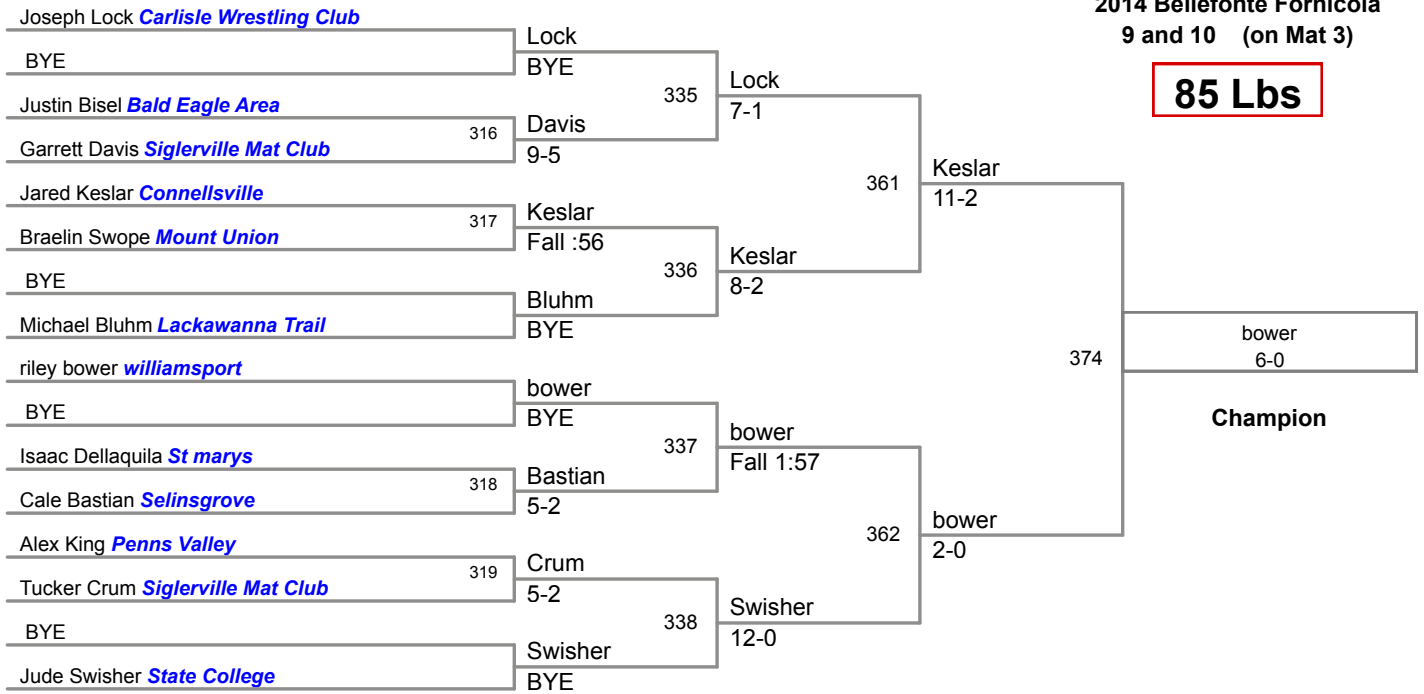 2014 Bellefonte Fornicola
9 and 10 (on Mat 3)
85 Lbs
Joseph Lock Carlisle Wrestling Club
BYE
Justin Bisel Bald Eagle Area
Garrett Davis Siglerville Mat Club
Jared Keslar Connellsville
Braelin Swope Mount Union
BYE
Michael Bluhm Lackawanna Trail
riley bower williamsport
BYE
Isaac Dellaquila St marys
Cale Bastian Selinsgrove
Alex King Penns Valley
Tucker Crum Siglerville Mat Club
BYE
Jude Swisher State College
316
317
318
319
Lock
BYE
Davis
9-5
Keslar
Fall :56
Bluhm
BYE
bower
BYE
Bastian
5-2
Crum
5-2
Swisher
BYE
335
336
337
338
Lock
7-1
Keslar
8-2
bower
Fall 1:57
Swisher
12-0
361
362
Keslar
11-2
bower
2-0
374
bower
6-0
Champion